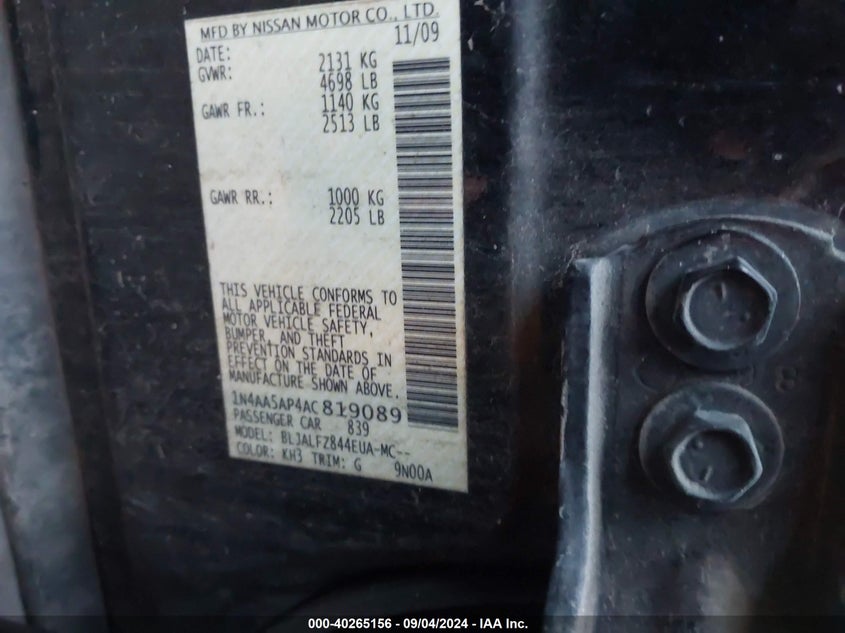 MFD BY NISSAN MOTOR CO., LTD.
DATE: 11/09
GVWR: 2131 KG
4698 LB
GAWR FR.: 1140 KG
2513 LB
GAWR RR.: 1000 KG
2205 LB
THIS VEHICLE CONFORMS TO
ALL APPLICABLE FEDERAL
MOTOR VEHICLE SAFETY,
BUMPER, AND THEFT
PREVENTION STANDARDS IN
EFFECT ON THE DATE OF
MANUFACTURE SHOWN ABOVE.
1N4AA5AP4AC819089
PASSENGER CAR 839
MODEL: BLJALFZ844EUA-MC--
COLOR: KH3 TRIM: G 9N00A
8
000-40265156 - 09/04/2024 - IAA Inc.